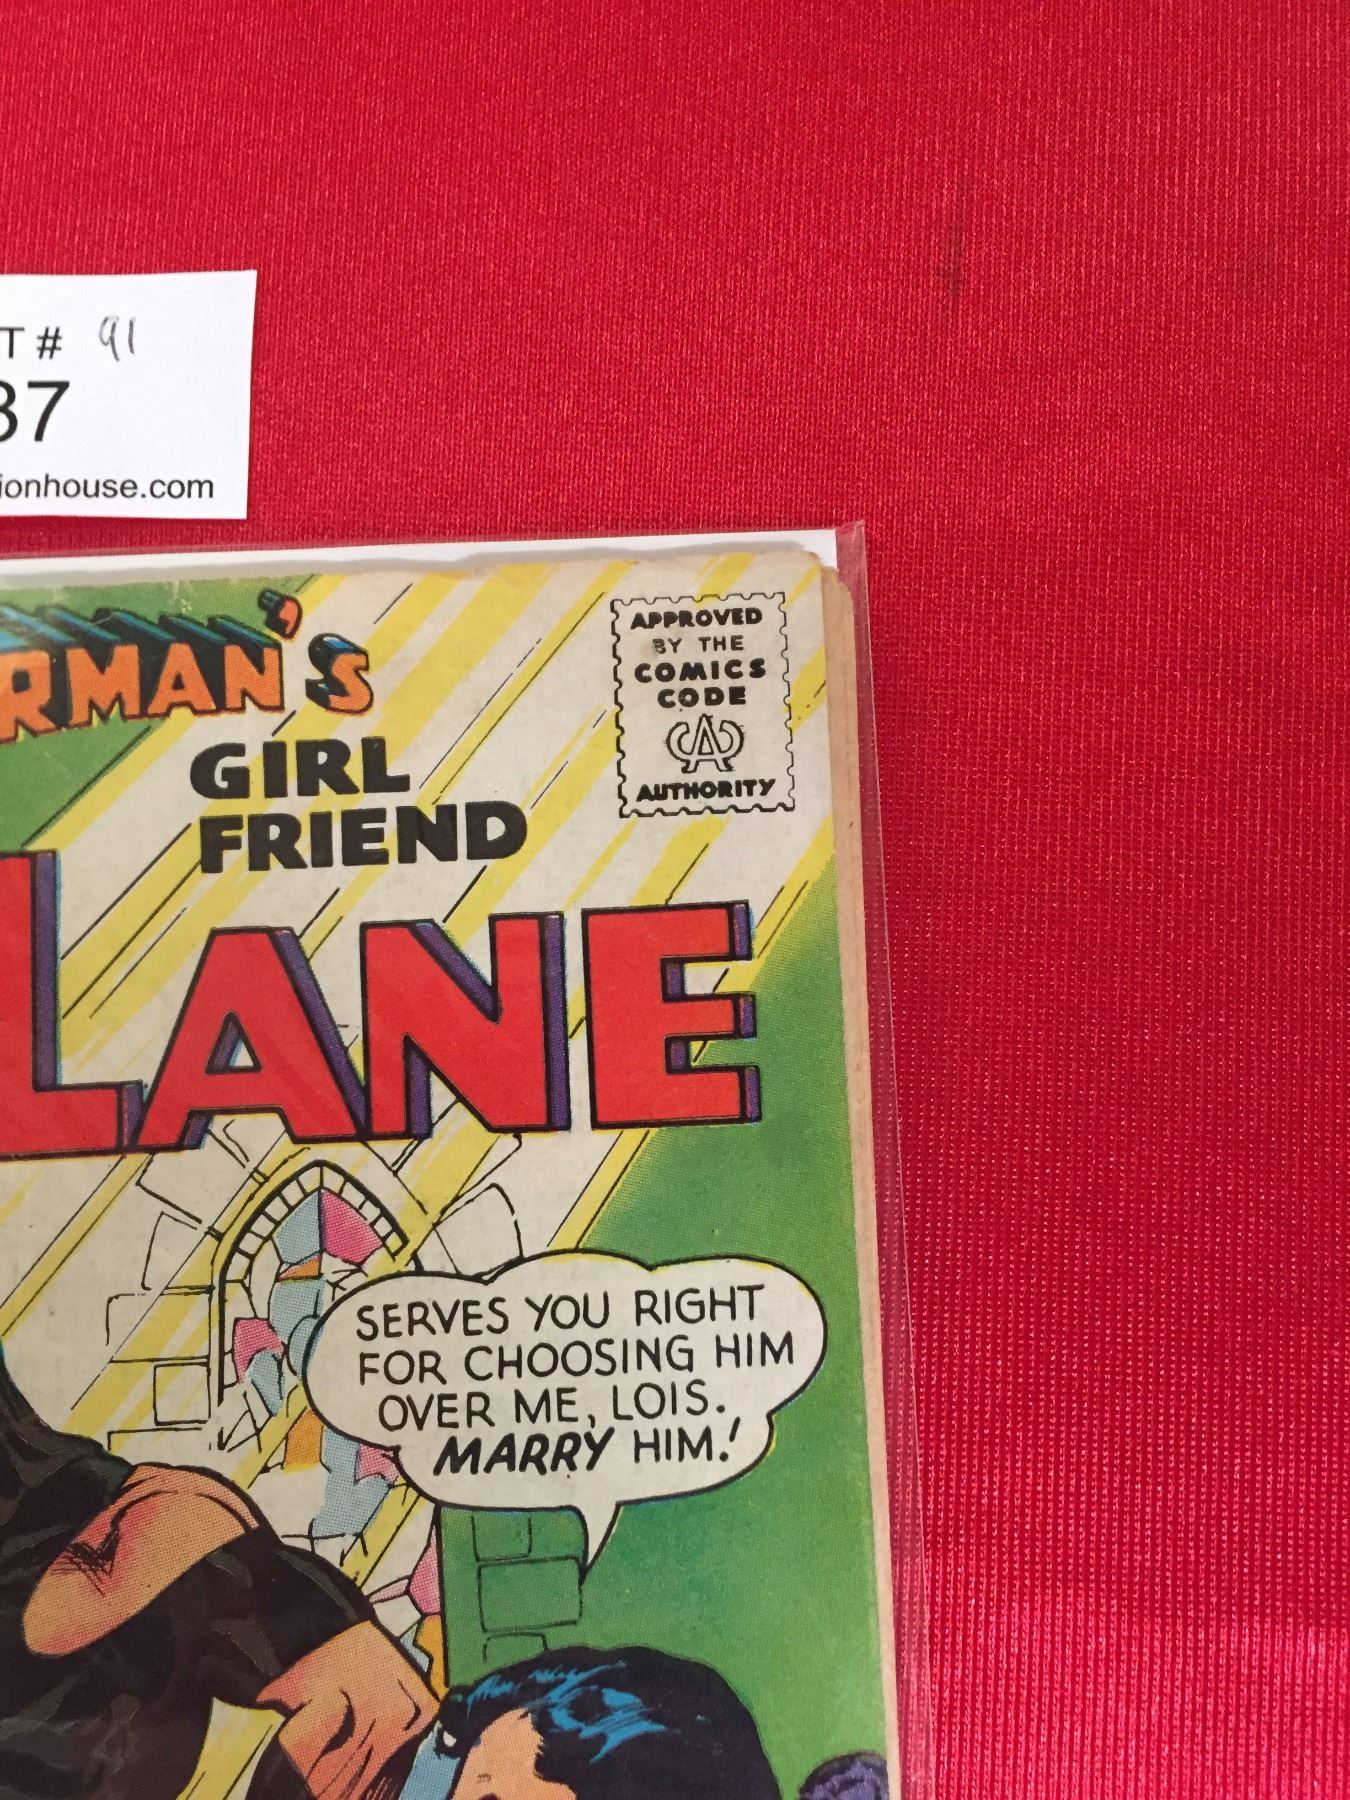 T # 91
37
ionhouse.com
RMAN'S
GIRL
FRIEND
LANE
APPROVED
BY THE
COMICS
CODE
CA
AUTHORITY
SERVES YOU RIGHT
FOR CHOOSING HIM
OVER ME, LOIS.
MARRY HIM!